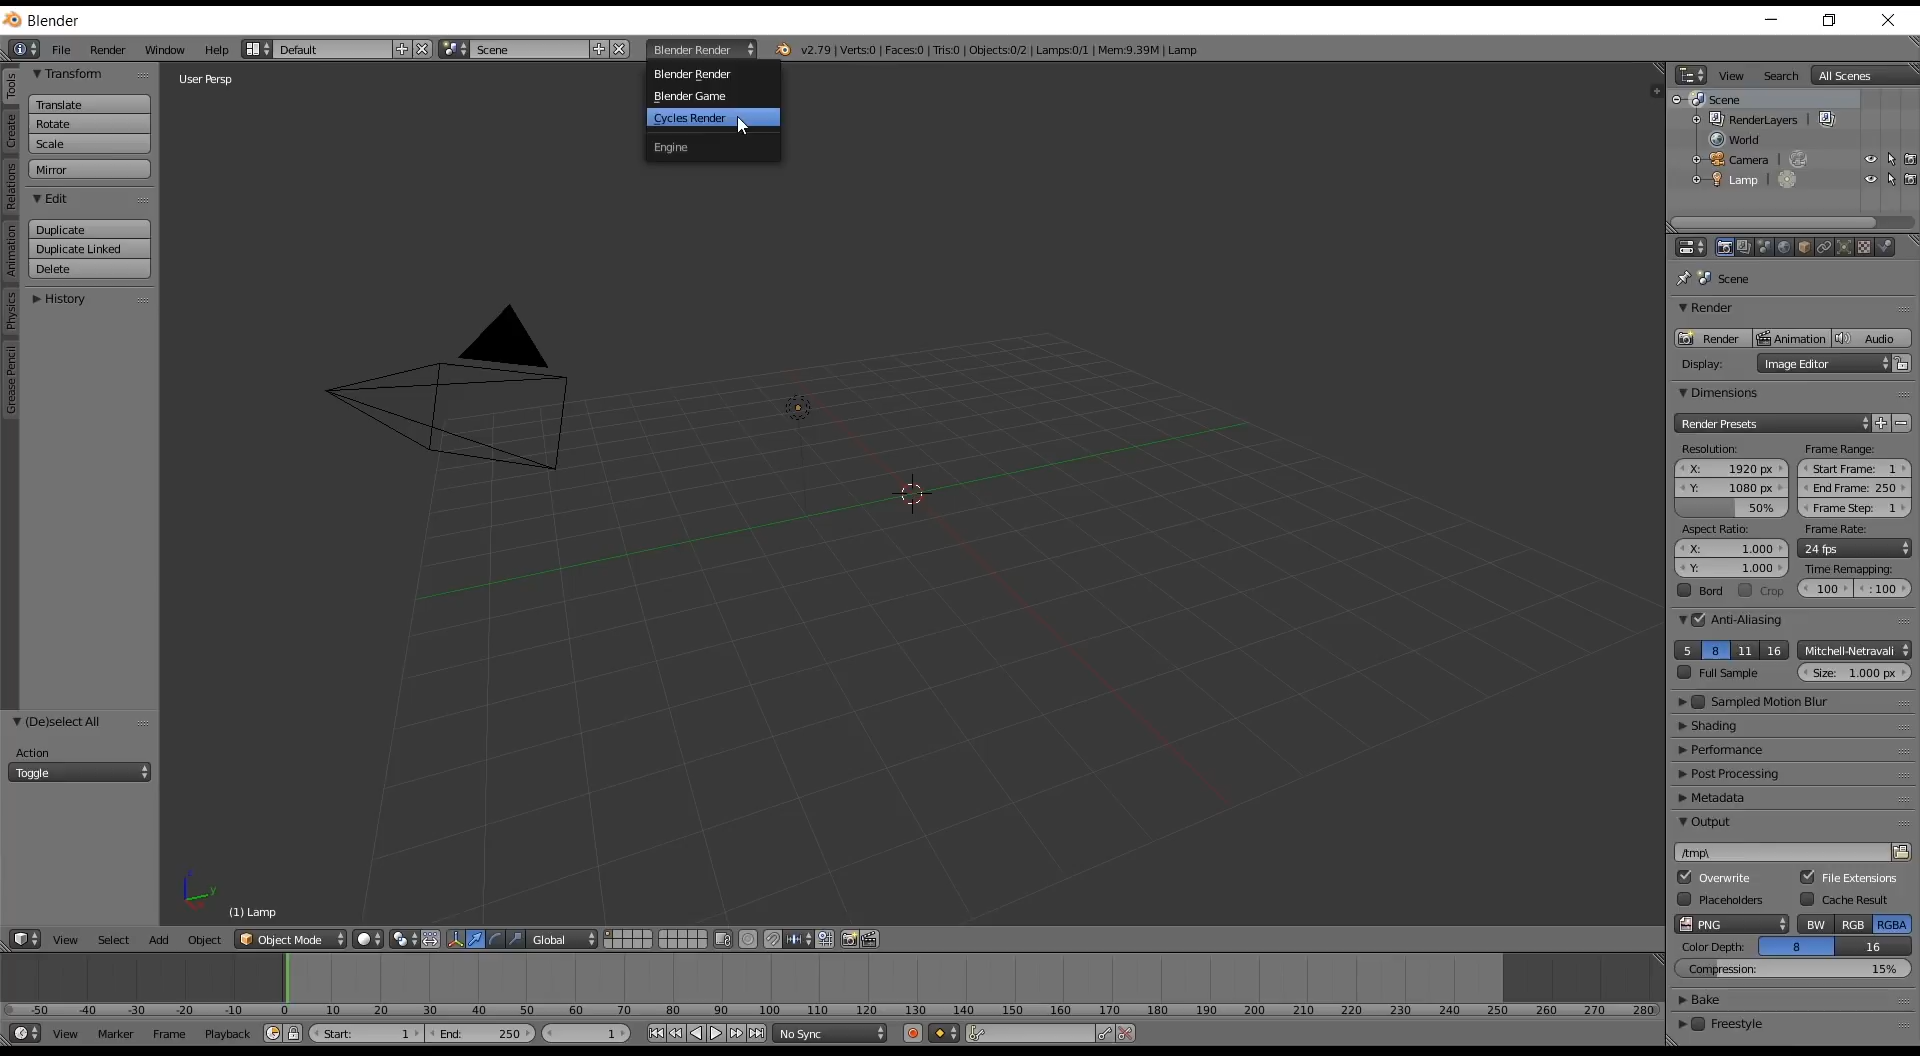 Blender
File Render Window Help Default Scene Blender Render v2.79 | Verts:0 | Faces:0 | Tris:0 | Objects:0/2 | Lamps:0/1 | Mem:9.39M | Lamp
Blender Render
Blender Game
Cycles Render
Engine
User Persp
Tools
Create
Relations
Animation
Physics
Grease Pencil
Transform
Translate
Rotate
Scale
Mirror
Edit
Duplicate
Duplicate Linked
Delete
History
(De)select All
Action
Toggle
(1) Lamp
View Search All Scenes
Scene
RenderLayers |
World
Camera |
Lamp |
Scene
Render
Render Animation Audio
Display: Image Editor
Dimensions
Render Presets
Resolution: Frame Range:
X: 1920 px Start Frame: 1
Y: 1080 px End Frame: 250
50% Frame Step: 1
Aspect Ratio: Frame Rate:
X: 1.000 24 fps
Y: 1.000 Time Remapping:
Bord Crop 100 : 100
Anti-Aliasing
5 8 11 16 Mitchell-Netravali
Full Sample Size: 1.000 px
Sampled Motion Blur
Shading
Performance
Post Processing
Metadata
Output
/tmp\
Overwrite File Extensions
Placeholders Cache Result
PNG BW RGB RGBA
Color Depth: 8 16
Compression: 15%
Bake
Freestyle
View Select Add Object Object Mode Global
-50 -40 -30 -20 -10 0 10 20 30 40 50 60 70 80 90 100 110 120 130 140 150 160 170 180 190 200 210 220 230 240 250 260 270 280
View Marker Frame Playback Start: 1 End: 250 1 No Sync